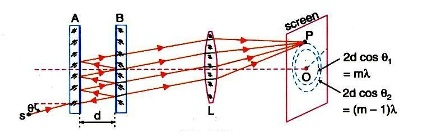 A
B
screen
P
2d cos θ₁
= mλ
O
2d cos θ₂
= (m − 1)λ
θ
s
d
L